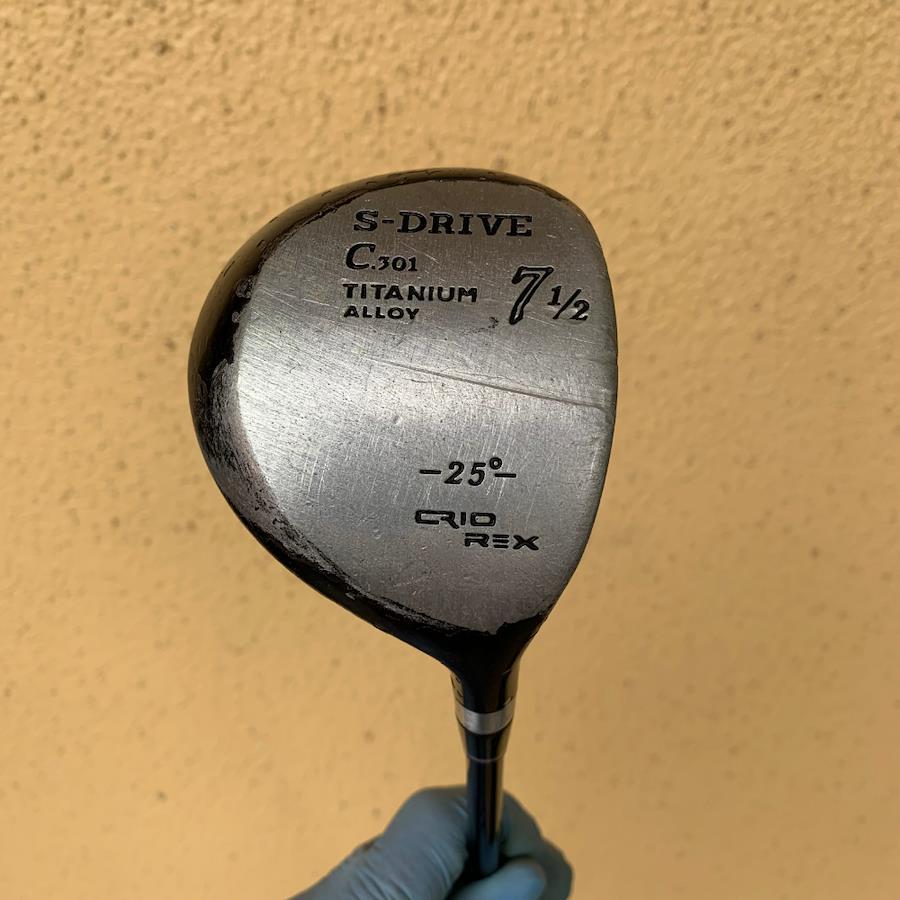 S-DRIVE
C.301
TITANIUM
ALLOY
7 1/2
-25°-
CRIO
REX